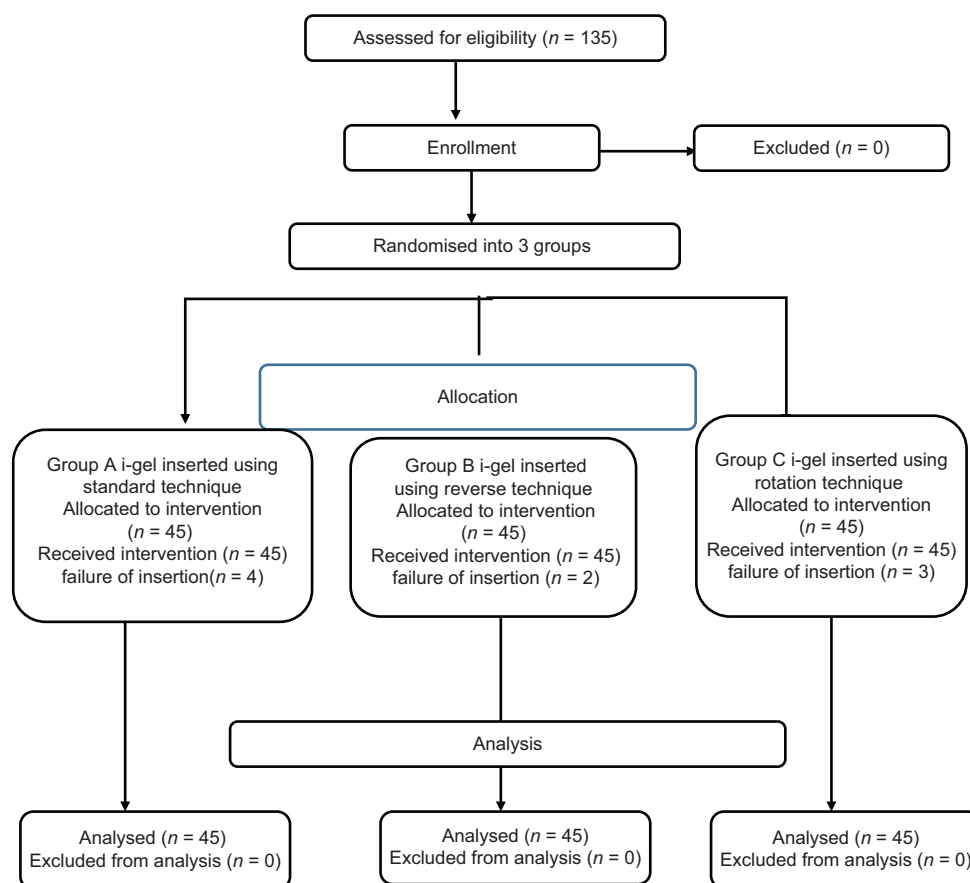 Assessed for eligibility (n = 135)
Enrollment
Excluded (n = 0)
Randomised into 3 groups
Allocation
Group A i-gel inserted using
standard technique
Allocated to intervention
(n = 45)
Received intervention (n = 45)
failure of insertion(n = 4)
Group B i-gel inserted
using reverse technique
Allocated to intervention
(n = 45)
Received intervention (n = 45)
failure of insertion (n = 2)
Group C i-gel inserted using
rotation technique
Allocated to intervention
(n = 45)
Received intervention (n = 45)
failure of insertion (n = 3)
Analysis
Analysed (n = 45)
Excluded from analysis (n = 0)
Analysed (n = 45)
Excluded from analysis (n = 0)
Analysed (n = 45)
Excluded from analysis (n = 0)